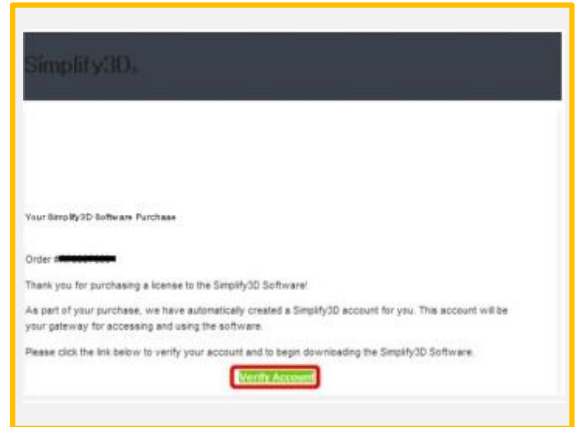 Simplify3D.
Your Simplify3D Software Purchase
Order #
Thank you for purchasing a license to the Simplify3D Software!
As part of your purchase, we have automatically created a Simplify3D account for you. This account will be
your gateway for accessing and using the software.
Please click the link below to verify your account and to begin downloading the Simplify3D Software.
Verify Account